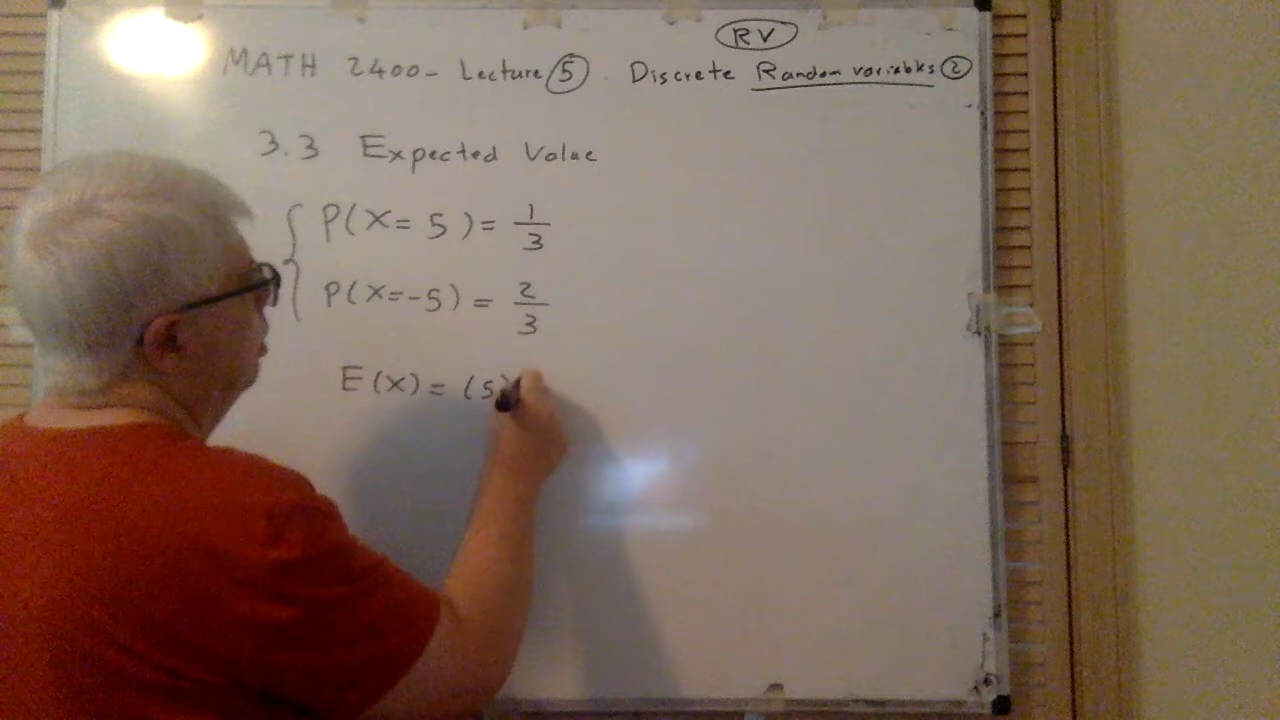 RV
MATH 2400- Lecture 5. Discrete Random variables 2
3.3 Expected Value
P(X= 5)= 1/3
P(X=-5) = 2/3
E(X) = (5)